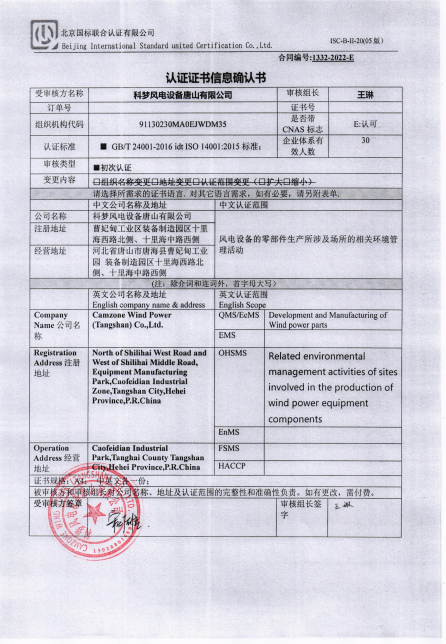 北京国标联合认证有限公司
Beijing International Standard united Certification Co.,Ltd.
ISC-B-II-20(05版)
合同编号:1332-2022-E
认证证书信息确认书
受审核方名称 科梦风电设备唐山有限公司 审核组长 王琳
订单号 证书号
组织机构代码 91130230MA0EJWDM35 是否带CNAS标志 E:认可
认证标准 ■ GB/T 24001-2016 idt ISO 14001:2015 标准; 企业体系有效人数 30
审核类型 ■初次认证
变更内容 □组织名称变更□地址变更□认证范围变更(□扩大□缩小)
请选择所需求的证书语言,对其它语言需求,如有必要,请另附表单.
中文公司名称及地址 中文认证范围
公司名称 科梦风电设备唐山有限公司
注册地址 曹妃甸工业区装备制造园区十里
海西路北侧、十里海中路西侧
风电设备的零部件生产所涉及场所的相关环境管
理活动
经营地址 河北省唐山市唐海县曹妃甸工业
园 装备制造园区十里海西路北
侧、十里海中路西侧
(注:除介词和连词外,首字母大写)
英文公司名称及地址 英文认证范围
English company name & address English Scope
Company Name 公司名称
Camzone Wind Power
(Tangshan) Co.,Ltd.
QMS/EcMS Development and Manufacturing of
Wind power parts
EMS
Registration Address 注册地址
North of Shilihai West Road and
West of Shilihai Middle Road,
Equipment Manufacturing
Park,Caofeidian Industrial
Zone,Tangshan City,Hebei
Province,P.R.China
OHSMS
Related environmental
management activities of sites
involved in the production of
wind power equipment
components
EnMS
Operation Address 经营地址
Caofeidian Industrial
Park,Tanghai County Tangshan
City,Hebei Province,P.R.China
FSMS
HACCP
证书规格: A3, 中英文各 份;
被审核方和审核组长对公司名称、地址及认证范围的完整性和准确性负责。如有更改,需付费。
受审核方签章
审核组长签字
王琳